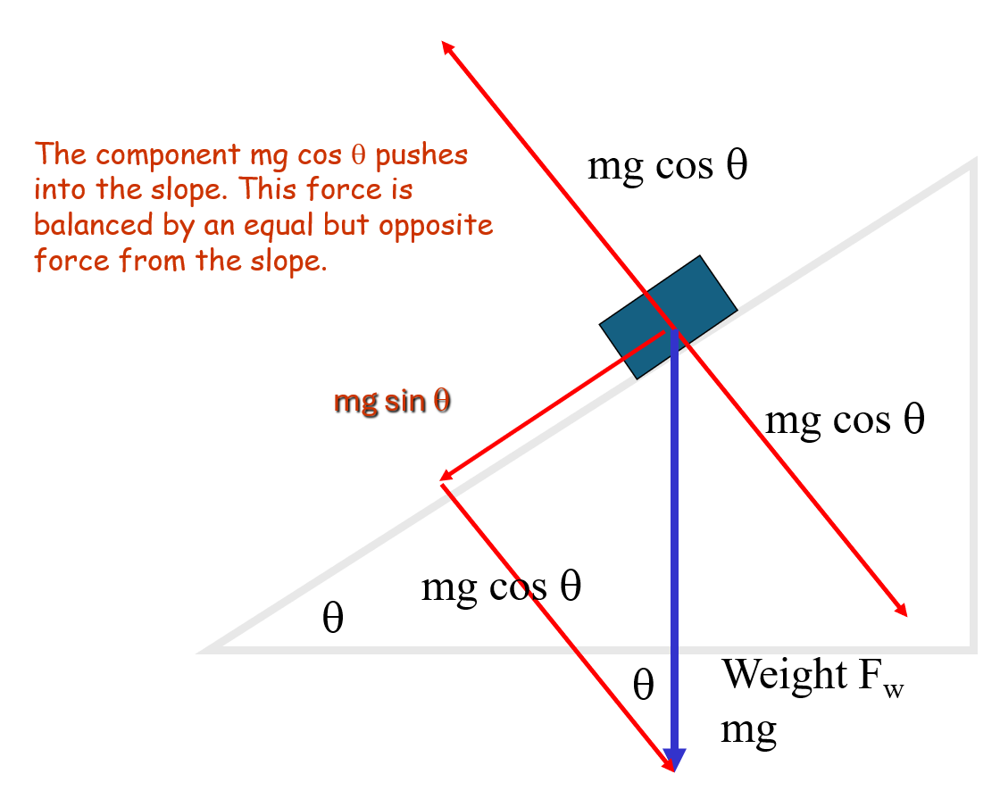 The component mg cos θ pushes
into the slope. This force is
balanced by an equal but opposite
force from the slope.
mg cos θ
mg sin θ
mg cos θ
mg cos θ
θ
θ
Weight Fw
mg